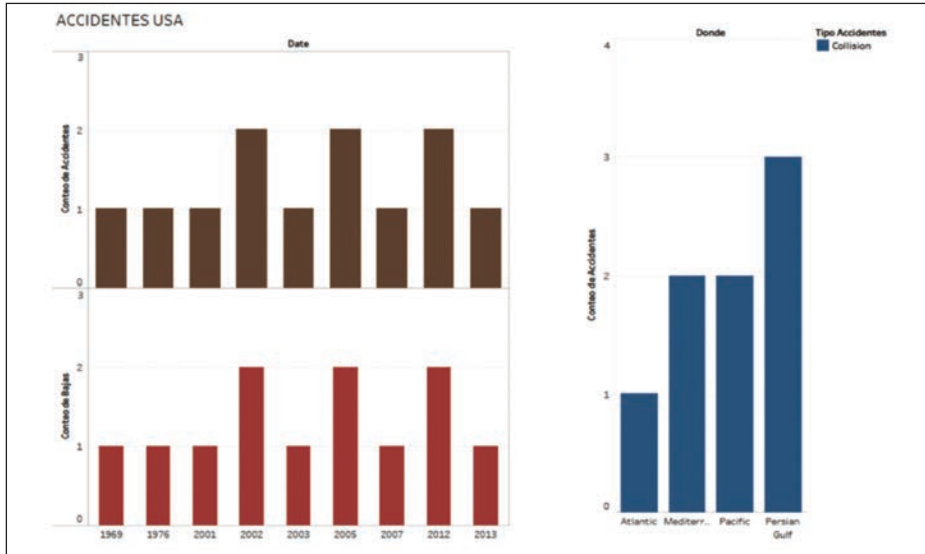 ACCIDENTES USA
Date
3
2
1
0
Conteo de Accidentes
3
2
1
0
Conteo de Bajas
1969 1976 2001 2002 2003 2005 2007 2012 2013
Donde
4
3
2
1
0
Conteo de Accidentes
Atlantic Mediterr... Pacific Persian
Gulf
Tipo Accidentes
Collision